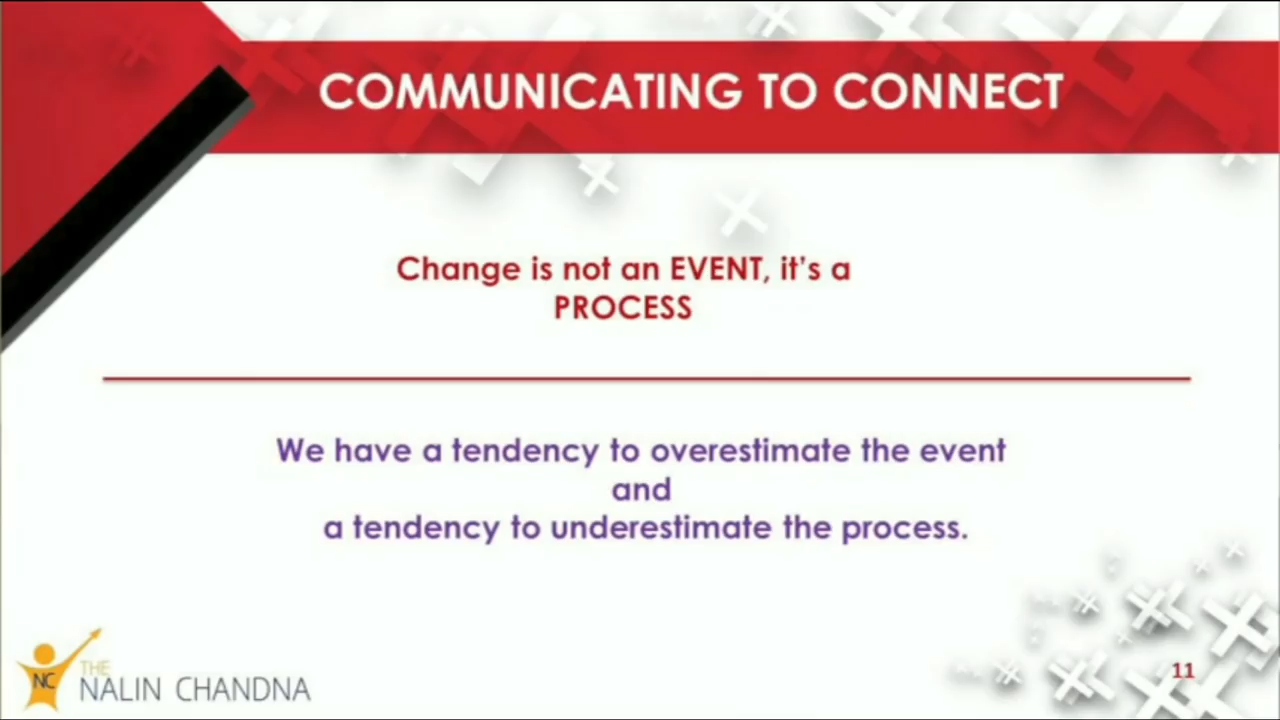 COMMUNICATING TO CONNECT
Change is not an EVENT, it's a
PROCESS
We have a tendency to overestimate the event
and
a tendency to underestimate the process.
NC
THE
NALIN CHANDNA
11